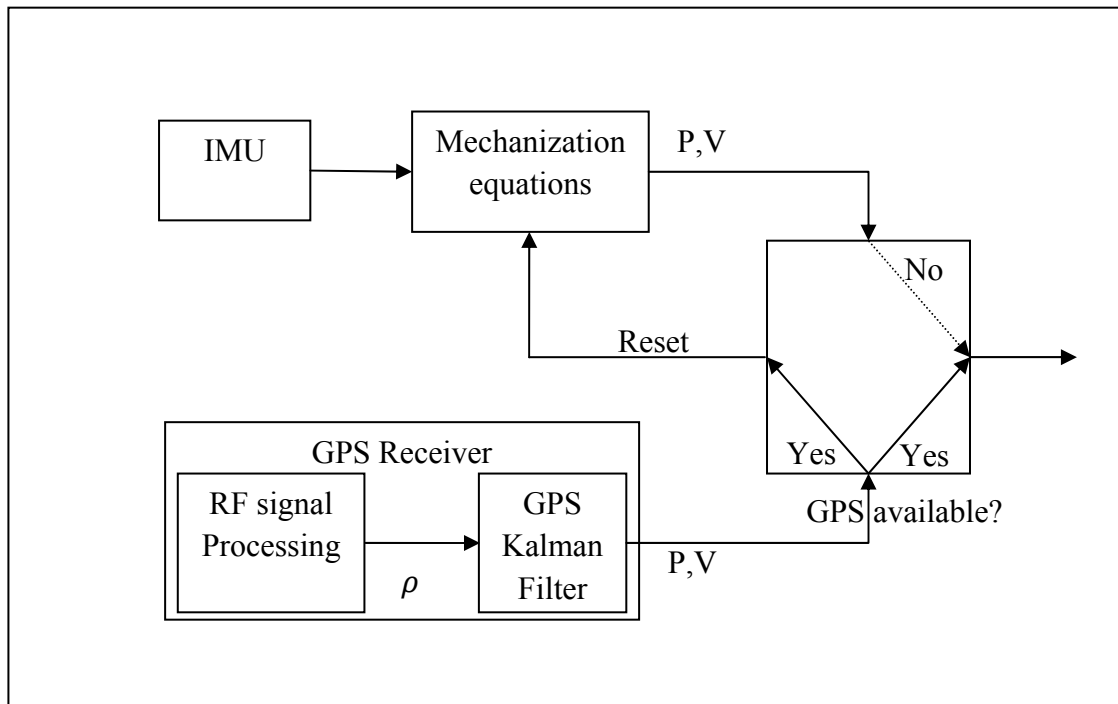 IMU
Mechanization
equations
P,V
No
Reset
Yes
Yes
GPS available?
GPS Receiver
RF signal
Processing
ρ
GPS
Kalman
Filter
P,V